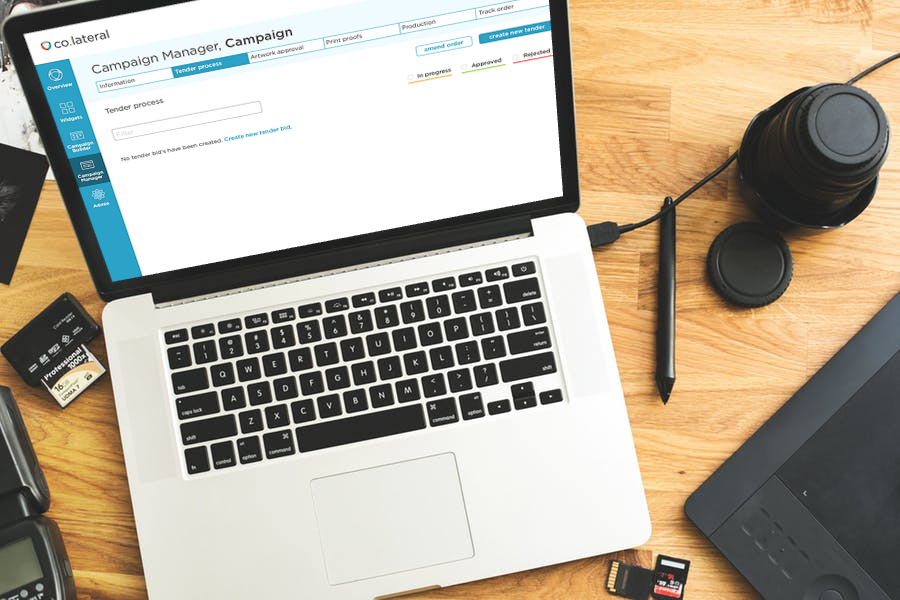 co.lateral
Campaign Manager, Campaign
Information
Tender process
Artwork approval
Print proofs
Production
Track order
amend order
create new tender
In progress
Approved
Rejected
Overview
Widgets
Campaign
Builder
Campaign
Manager
Admin
Tender process
Filter
No tender bid's have been created. Create new tender bid.
esc
delete
tab
Q W E R T Y U I O P
caps lock
A S D F G H J K L
return
shift
Z X C V B N M
shift
fn
control
option
command
command
option
Professional
1000x
16GB
UDMA 7